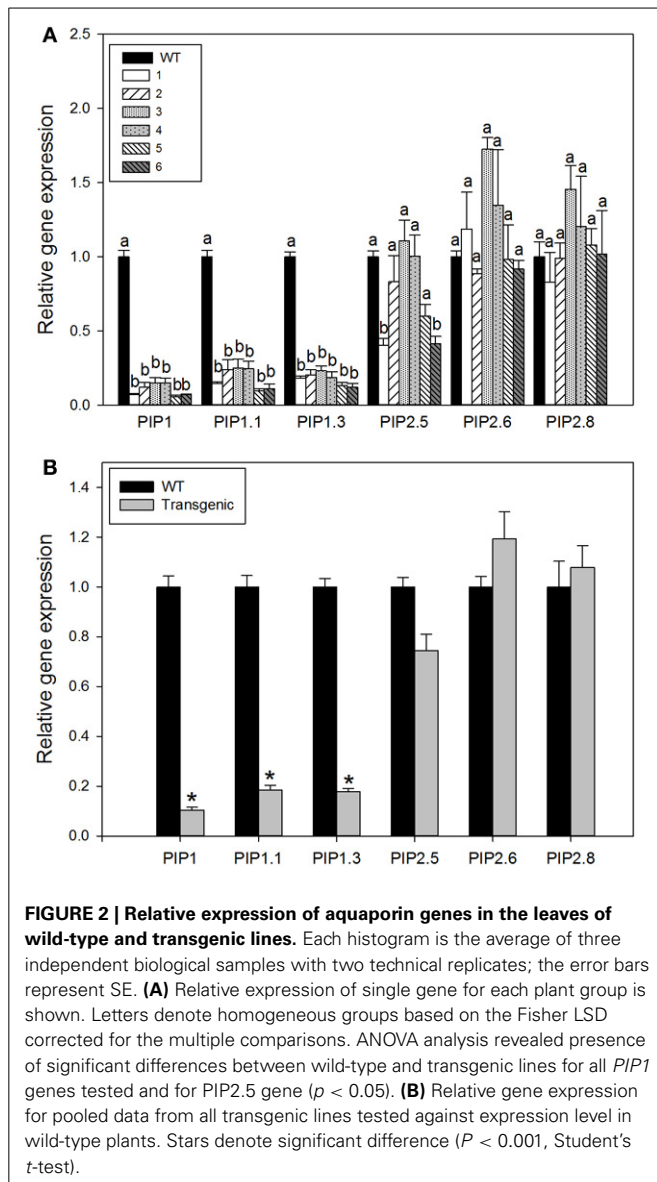 A
WT
1
2
3
4
5
6
Relative gene expression
2.5
2.0
1.5
1.0
0.5
0.0
a b b b b b b
a b b b b b b
a b b b b b b
a b a a a a b
a a a a a a a
a a a a a a a
PIP1 PIP1.1 PIP1.3 PIP2.5 PIP2.6 PIP2.8
B
WT
Transgenic
Relative gene expression
1.4
1.2
1.0
0.8
0.6
0.4
0.2
0.0
* * *
PIP1 PIP1.1 PIP1.3 PIP2.5 PIP2.6 PIP2.8
FIGURE 2 | Relative expression of aquaporin genes in the leaves of
wild-type and transgenic lines. Each histogram is the average of three
independent biological samples with two technical replicates; the error bars
represent SE. (A) Relative expression of single gene for each plant group is
shown. Letters denote homogeneous groups based on the Fisher LSD
corrected for the multiple comparisons. ANOVA analysis revealed presence
of significant differences between wild-type and transgenic lines for all PIP1
genes tested and for PIP2.5 gene (p < 0.05). (B) Relative gene expression
for pooled data from all transgenic lines tested against expression level in
wild-type plants. Stars denote significant difference (P < 0.001, Student's
t-test).